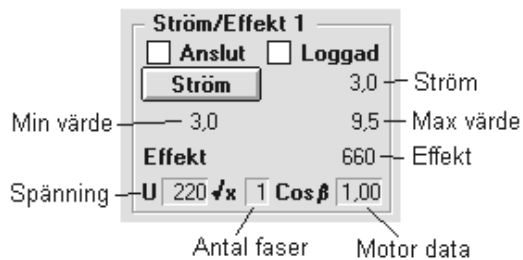 Ström/Effekt 1
Anslut Loggad
Ström 3,0 Ström
Min värde 3,0 9,5 Max värde
Effekt 660 Effekt
Spänning U 220 √x 1 Cos β 1,00
Antal faser Motor data